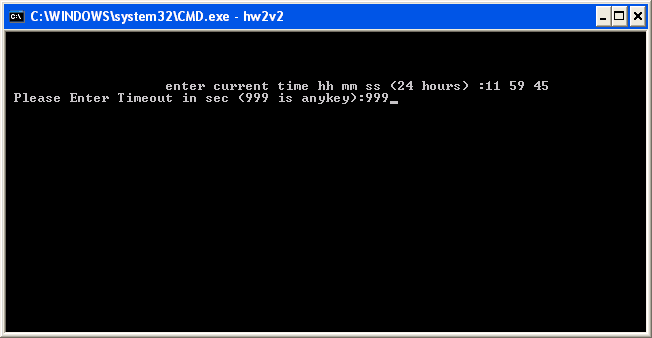 C:\WINDOWS\system32\CMD.exe - hw2v2
enter current time hh mm ss (24 hours) :11 59 45
Please Enter Timeout in sec (999 is anykey):999_